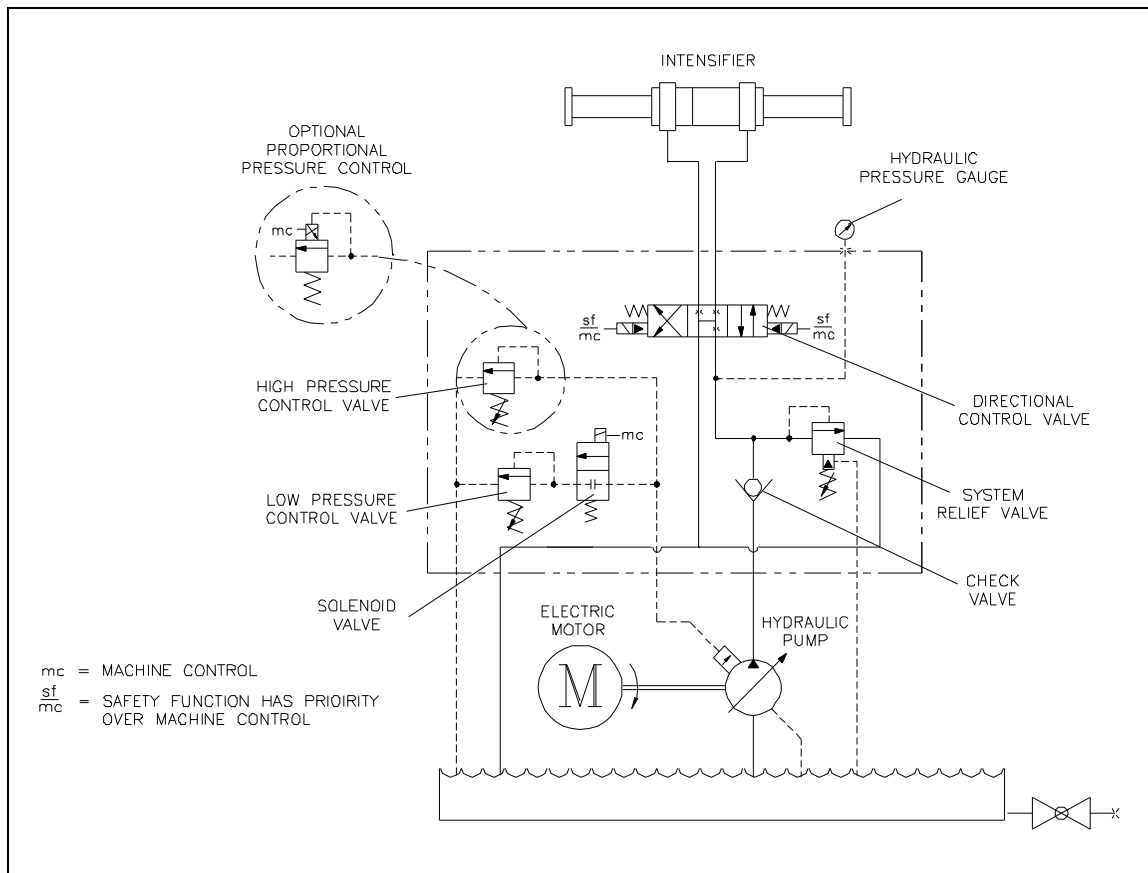 INTENSIFIER
OPTIONAL
PROPORTIONAL
PRESSURE CONTROL
mc
HYDRAULIC
PRESSURE GAUGE
sf
mc
sf
mc
HIGH PRESSURE
CONTROL VALVE
DIRECTIONAL
CONTROL VALVE
mc
LOW PRESSURE
CONTROL VALVE
SYSTEM
RELIEF VALVE
SOLENOID
VALVE
CHECK
VALVE
ELECTRIC
MOTOR
HYDRAULIC
PUMP
M
mc = MACHINE CONTROL
sf
mc = SAFETY FUNCTION HAS PRIOIRITY
OVER MACHINE CONTROL